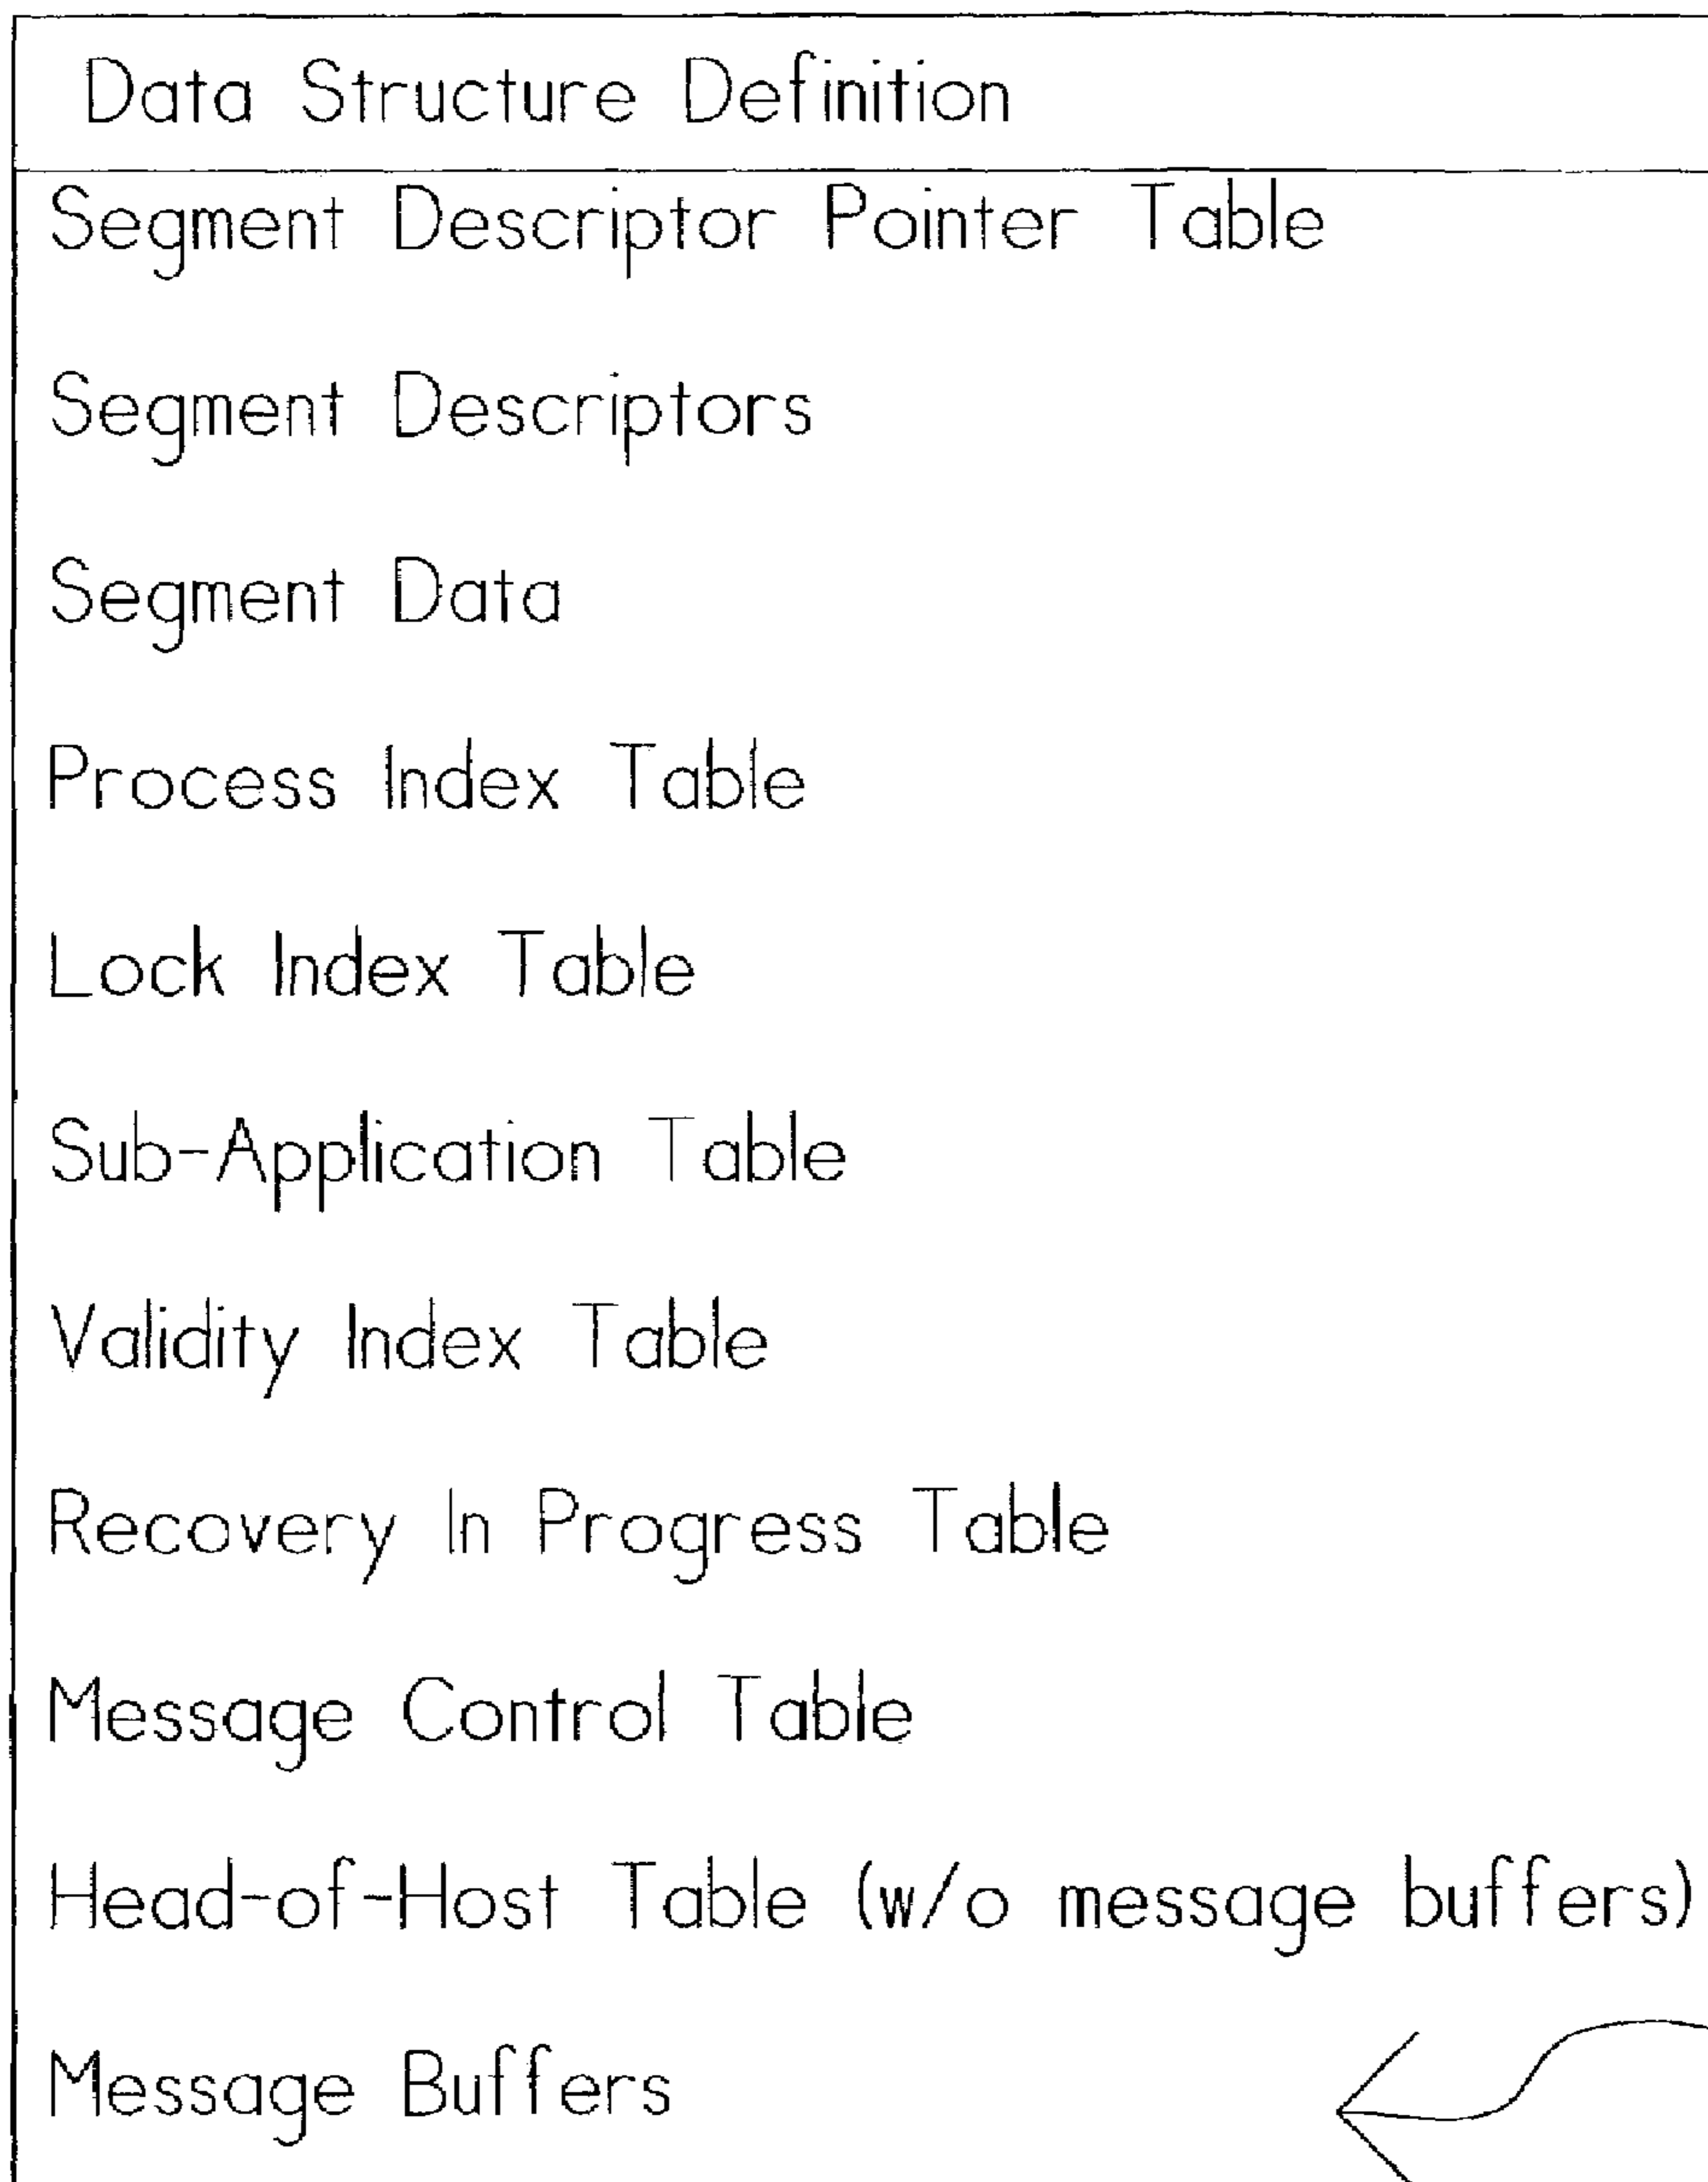 Data Structure Definition
Segment Descriptor Pointer Table
Segment Descriptors
Segment Data
Process Index Table
Lock Index Table
Sub-Application Table
Validity Index Table
Recovery In Progress Table
Message Control Table
Head-of-Host Table (w/o message buffers)
Message Buffers